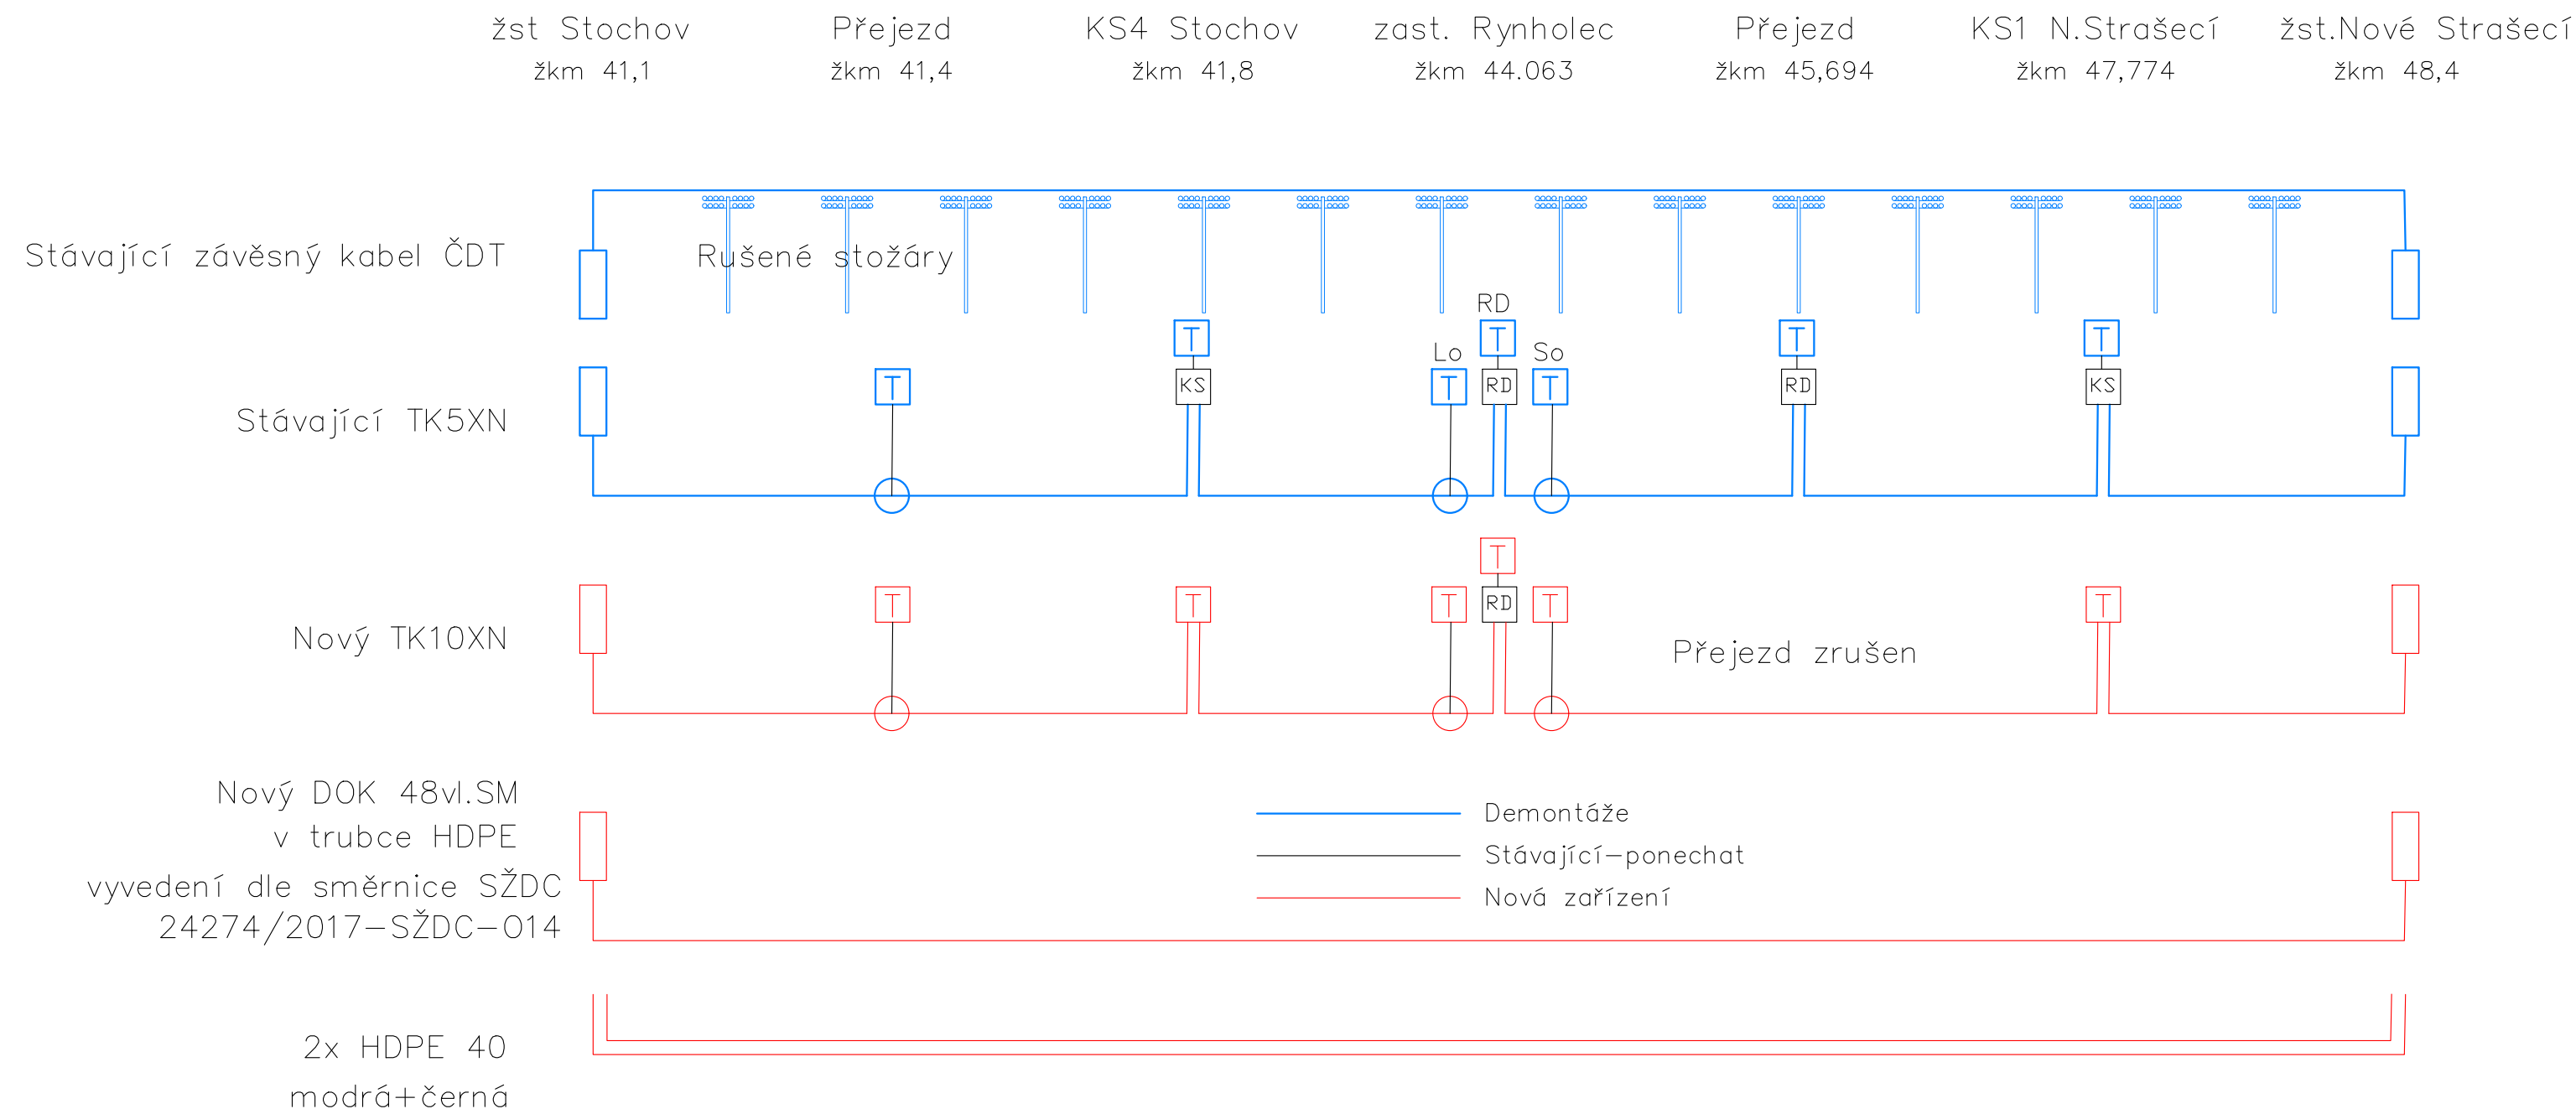 žst Stochov
žkm 41,1
Přejezd
žkm 41,4
KS4 Stochov
žkm 41,8
zast. Rynholec
žkm 44.063
Přejezd
žkm 45,694
KS1 N.Strašecí
žkm 47,774
žst.Nové Strašecí
žkm 48,4
Stávající závěsný kabel ČDT
Rušené stožáry
RD
T
T
T
T
Lo
So
Stávající TK5XN
T
KS
T
RD
T
RD
KS
T
Nový TK10XN
T
T
T
RD
T
T
Přejezd zrušen
Nový DOK 48vl.SM
v trubce HDPE
vyvedení dle směrnice SŽDC
24274/2017-SŽDC-O14
Demontáže
Stávající-ponechat
Nová zařízení
2x HDPE 40
modrá+černá